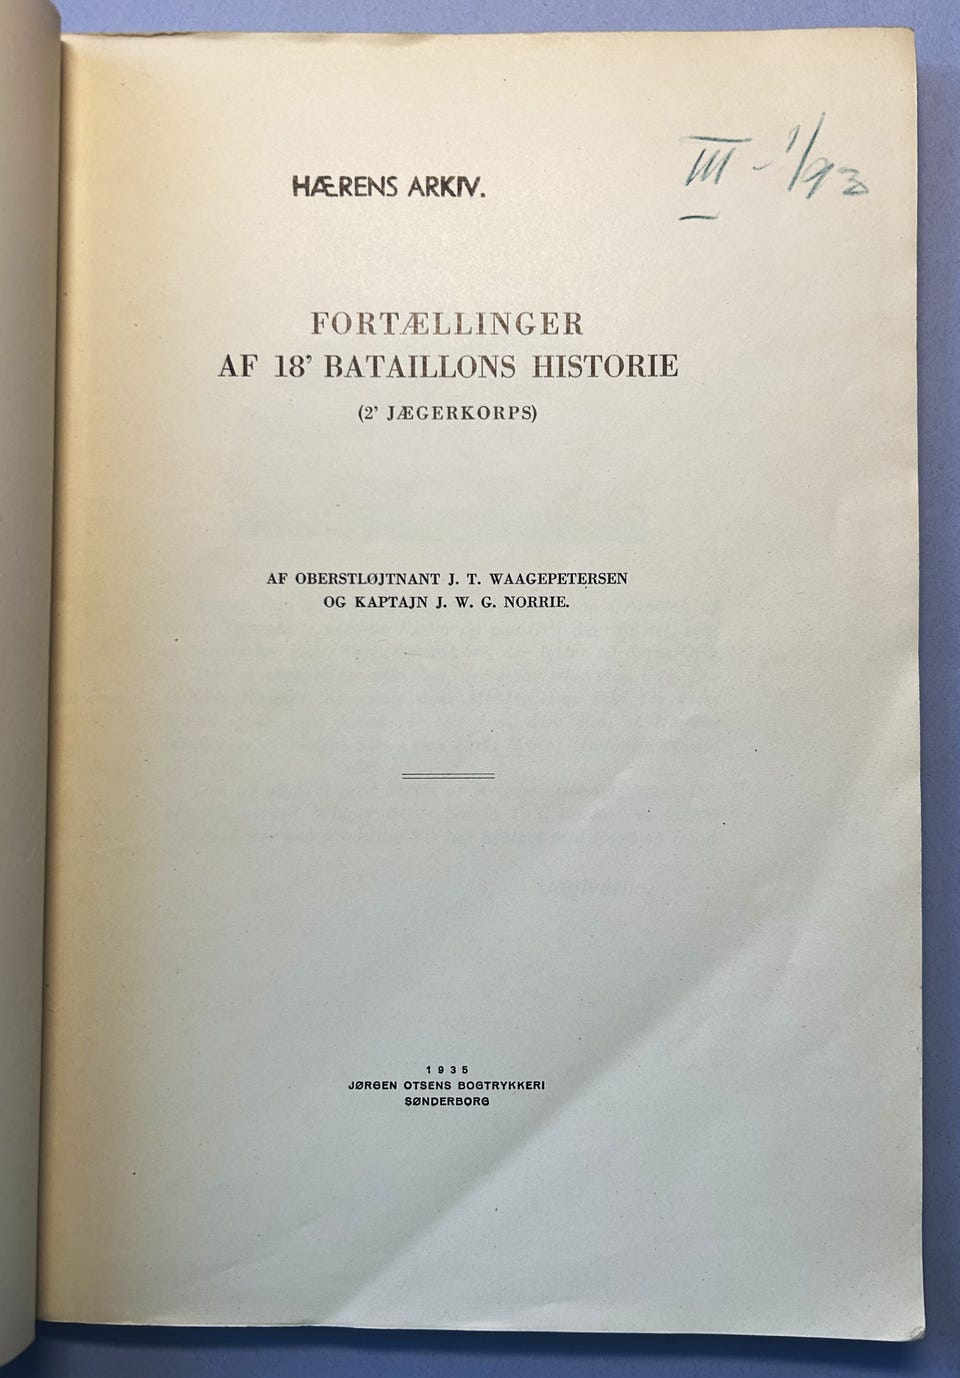 HÆRENS ARKIV.
III - 1/93
FORTÆLLINGER
AF 18' BATAILLONS HISTORIE
(2' JÆGERKORPS)
AF OBERSTLØJTNANT J. T. WAAGEPETERSEN
OG KAPTAJN J. W. G. NORRIE.
1935
JØRGEN OTSENS BOGTRYKKERI
SØNDERBORG